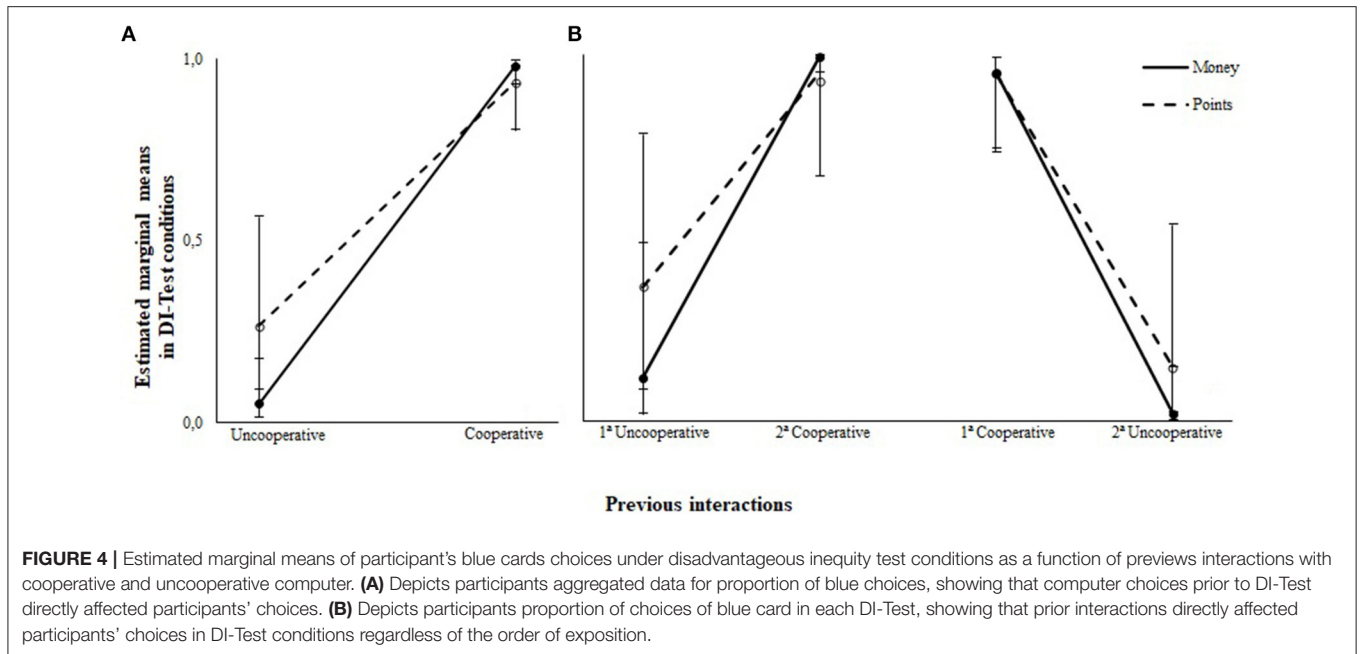 A
B
1,0
Money
Points
0,5
Estimated marginal means
in DI-Test conditions
0,0
Uncooperative
Cooperative
1ª Uncooperative
2ª Cooperative
1ª Cooperative
2ª Uncooperative
Previous interactions
FIGURE 4 | Estimated marginal means of participant's blue cards choices under disadvantageous inequity test conditions as a function of previews interactions with
cooperative and uncooperative computer. (A) Depicts participants aggregated data for proportion of blue choices, showing that computer choices prior to DI-Test
directly affected participants' choices. (B) Depicts participants proportion of choices of blue card in each DI-Test, showing that prior interactions directly affected
participants' choices in DI-Test conditions regardless of the order of exposition.